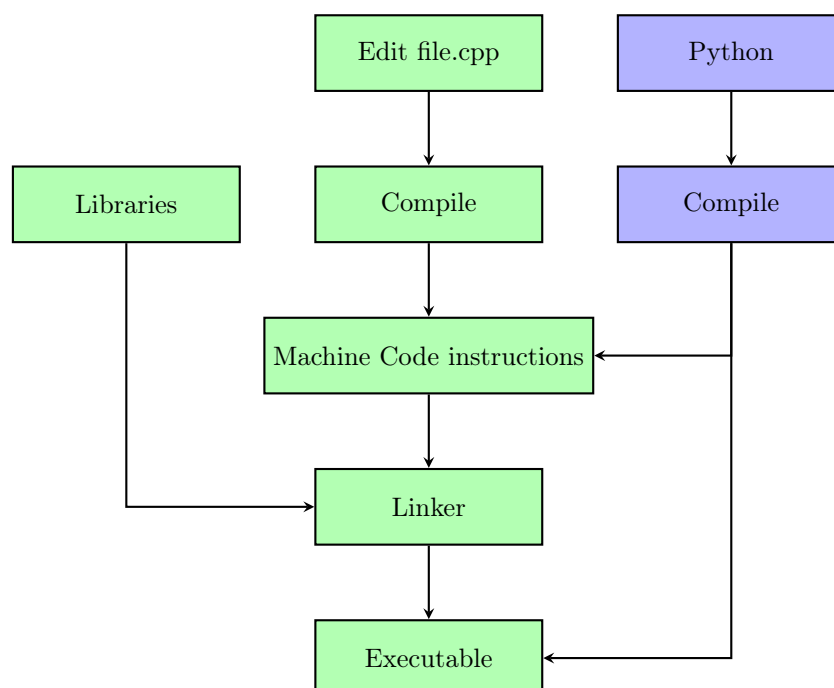 Edit file.cpp
Python
Libraries
Compile
Compile
Machine Code instructions
Linker
Executable